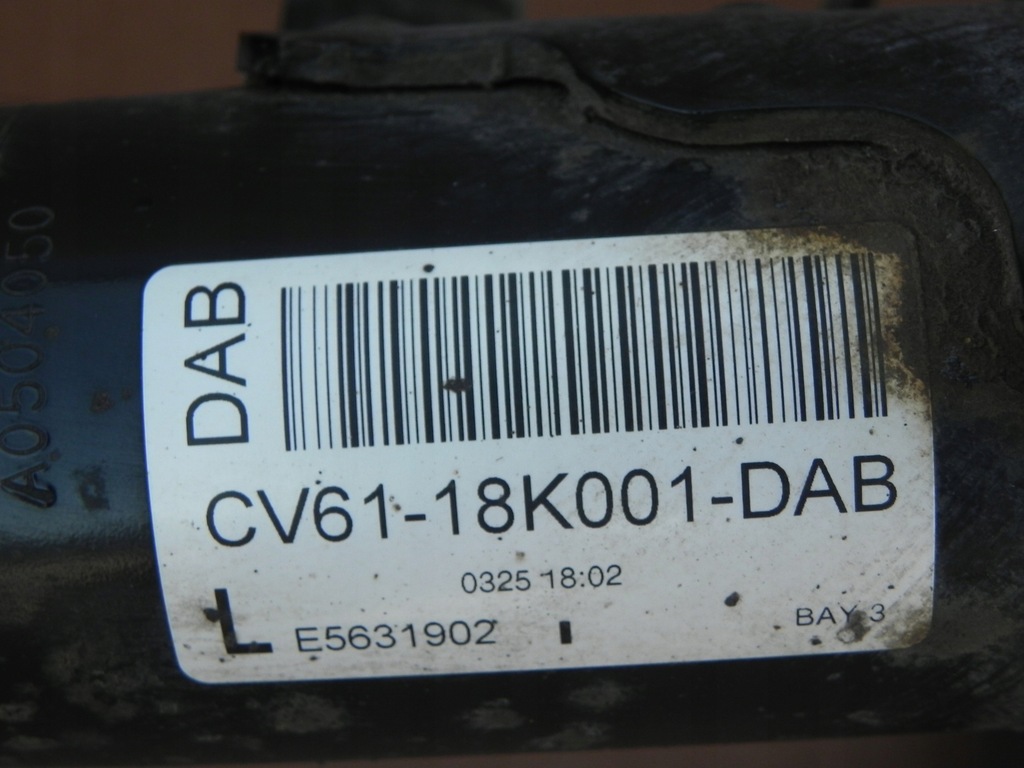 A0504050
DAB
CV61-18K001-DAB
0325 18:02
L E5631902 I BAY 3